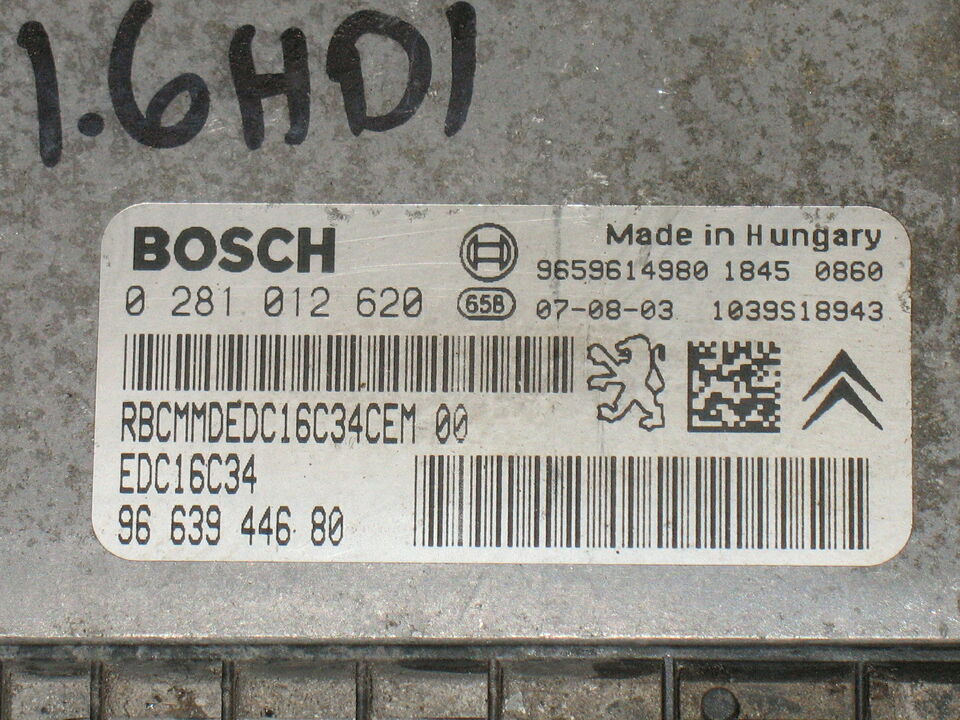 1.6HDI
BOSCH
Made in Hungary
9659614980 1845 0860
0 281 012 620
658
07-08-03 1039S18943
RBCMMDEDC16C34CEM 00
EDC16C34
96 639 446 80